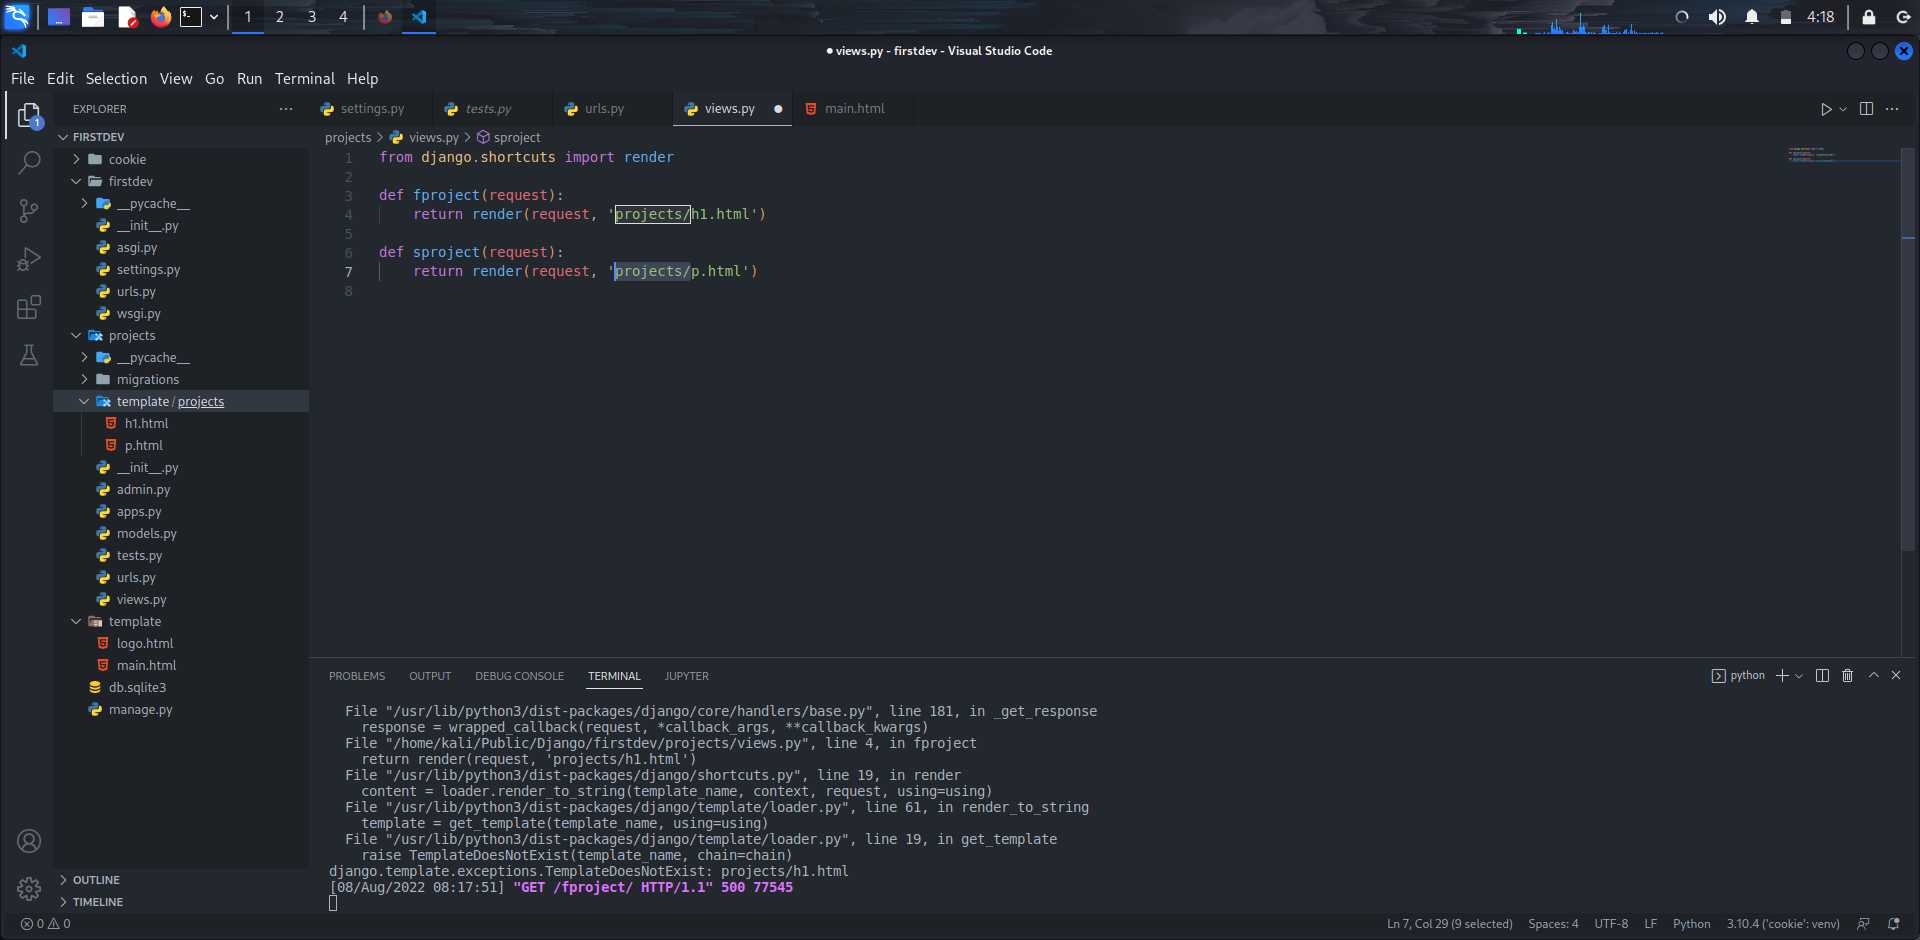 1 2 3 4
4:18
views.py - firstdev - Visual Studio Code
File Edit Selection View Go Run Terminal Help
EXPLORER
1
FIRSTDEV
cookie
firstdev
__pycache__
__init__.py
asgi.py
settings.py
urls.py
wsgi.py
projects
__pycache__
migrations
template / projects
h1.html
p.html
__init__.py
admin.py
apps.py
models.py
tests.py
urls.py
views.py
template
logo.html
main.html
db.sqlite3
manage.py
OUTLINE
TIMELINE
settings.py tests.py urls.py views.py main.html
projects > views.py > sproject
1 from django.shortcuts import render
2
3 def fproject(request):
4 return render(request, 'projects/h1.html')
5
6 def sproject(request):
7 return render(request, 'projects/p.html')
8
PROBLEMS OUTPUT DEBUG CONSOLE TERMINAL JUPYTER
python
File "/usr/lib/python3/dist-packages/django/core/handlers/base.py", line 181, in _get_response
response = wrapped_callback(request, *callback_args, **callback_kwargs)
File "/home/kali/Public/Django/firstdev/projects/views.py", line 4, in fproject
return render(request, 'projects/h1.html')
File "/usr/lib/python3/dist-packages/django/shortcuts.py", line 19, in render
content = loader.render_to_string(template_name, context, request, using=using)
File "/usr/lib/python3/dist-packages/django/template/loader.py", line 61, in render_to_string
template = get_template(template_name, using=using)
File "/usr/lib/python3/dist-packages/django/template/loader.py", line 19, in get_template
raise TemplateDoesNotExist(template_name, chain=chain)
django.template.exceptions.TemplateDoesNotExist: projects/h1.html
[08/Aug/2022 08:17:51] "GET /fproject/ HTTP/1.1" 500 77545
0 0
Ln 7, Col 29 (9 selected) Spaces: 4 UTF-8 LF Python 3.10.4 ('cookie': venv)